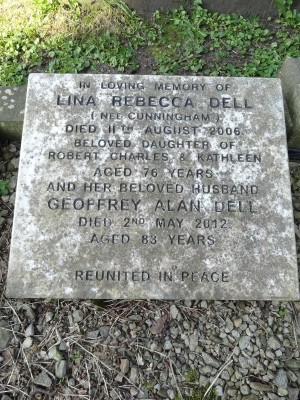 IN LOVING MEMORY OF
LINA REBECCA DELL
( NEE CUNNINGHAM )
DIED 11TH AUGUST 2006
BELOVED DAUGHTER OF
ROBERT, CHARLES & KATHLEEN
AGED 76 YEARS
AND HER BELOVED HUSBAND
GEOFFREY ALAN DELL
DIED 2ND MAY 2012
AGED 83 YEARS
REUNITED IN PEACE